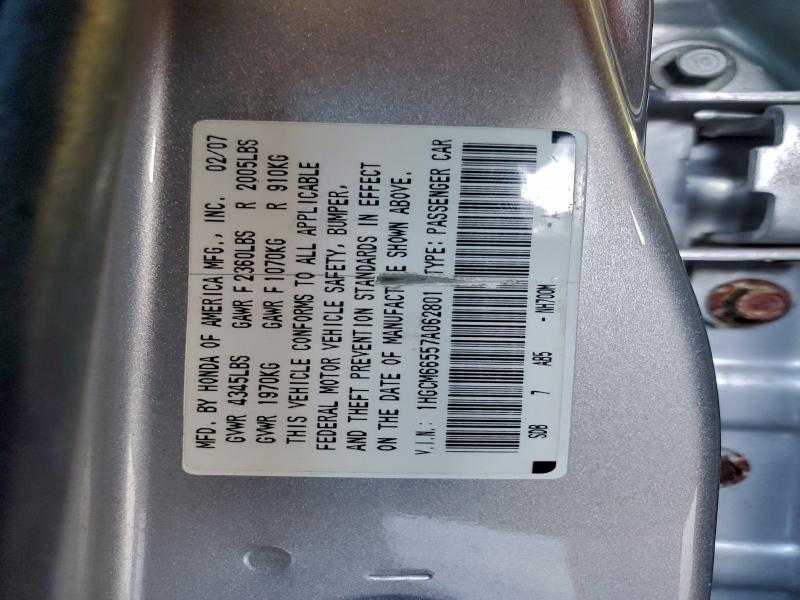 MFD. BY HONDA OF AMERICA MFG., INC. 02/07
GVWR 4345LBS GAWR F 2360LBS R 2005LBS
GVWR 1970KG GAWR F 1070KG R 910KG
THIS VEHICLE CONFORMS TO ALL APPLICABLE
FEDERAL MOTOR VEHICLE SAFETY, BUMPER,
AND THEFT PREVENTION STANDARDS IN EFFECT
ON THE DATE OF MANUFACTURE SHOWN ABOVE.
V.I.N.: 1HGCM66557A062801 TYPE: PASSENGER CAR
SDB 7 AB5 - NH700M